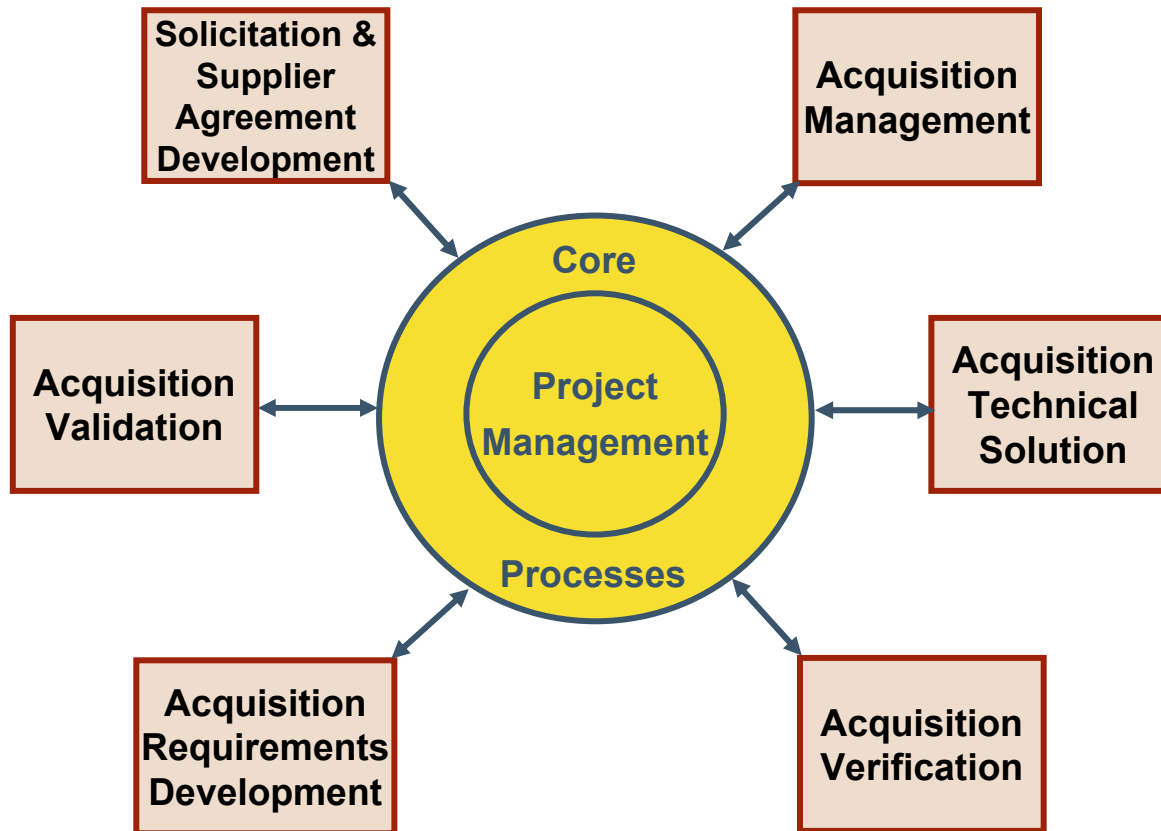 Solicitation &
Supplier
Agreement
Development
Acquisition
Management
Core
Project
Management
Processes
Acquisition
Validation
Acquisition
Technical
Solution
Acquisition
Requirements
Development
Acquisition
Verification